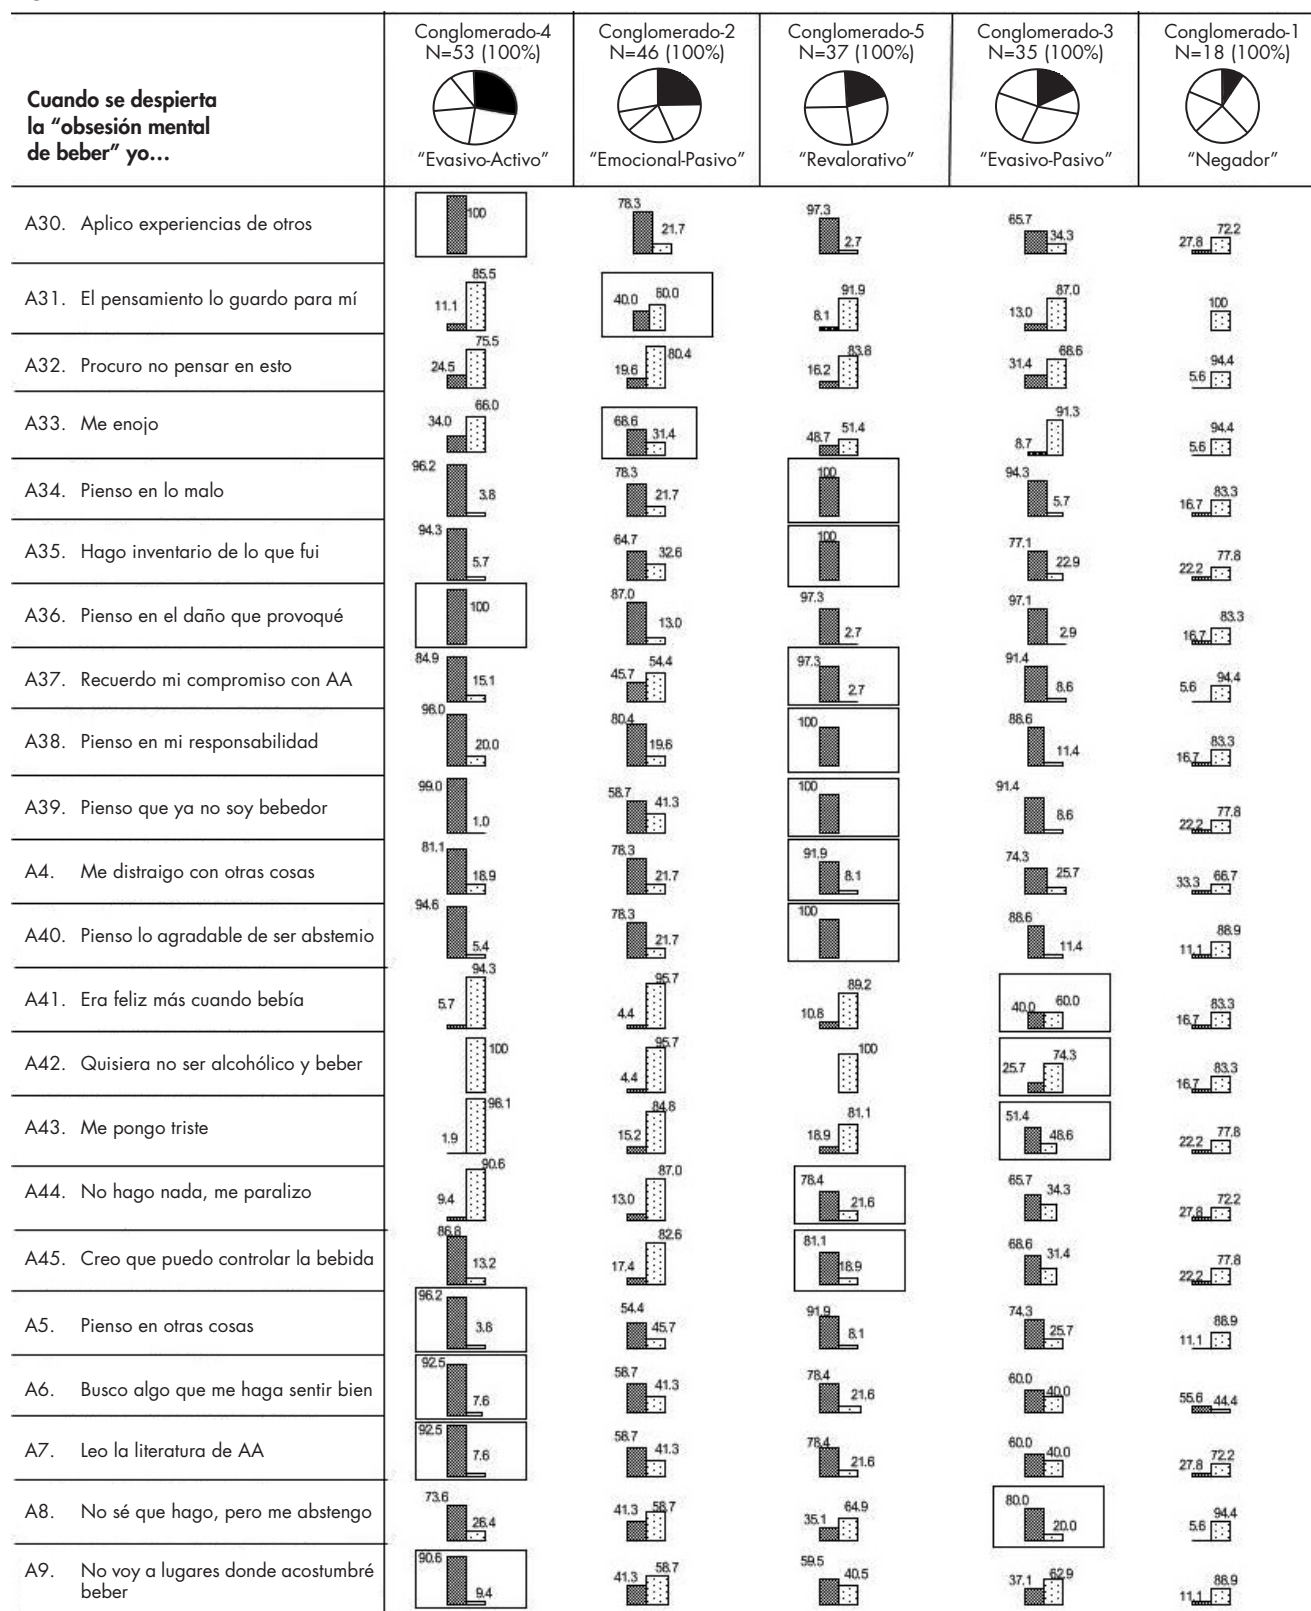 Conglomerado-4 Conglomerado-2 Conglomerado-5 Conglomerado-3 Conglomerado-1
N=53 (100%) N=46 (100%) N=37 (100%) N=35 (100%) N=18 (100%)
Cuando se despierta
la “obsesión mental
de beber” yo...
“Evasivo-Activo” “Emocional-Pasivo” “Revalorativo” “Evasivo-Pasivo” “Negador”
A30. Aplico experiencias de otros 100 78.3 21.7 97.3 2.7 65.7 34.3 27.8 72.2
A31. El pensamiento lo guardo para mí 11.1 85.5 40.0 60.0 8.1 91.9 13.0 87.0 100
A32. Procuro no pensar en esto 24.5 75.5 19.6 80.4 16.2 83.8 31.4 68.6 5.6 94.4
A33. Me enojo 34.0 66.0 68.6 31.4 48.7 51.4 8.7 91.3 5.6 94.4
A34. Pienso en lo malo 96.2 3.8 78.3 21.7 100 94.3 5.7 16.7 83.3
A35. Hago inventario de lo que fui 94.3 5.7 64.7 32.6 100 77.1 22.9 22.2 77.8
A36. Pienso en el daño que provoqué 100 87.0 13.0 97.3 2.7 97.1 2.9 16.7 83.3
A37. Recuerdo mi compromiso con AA 84.9 15.1 45.7 54.4 97.3 2.7 91.4 8.6 5.6 94.4
A38. Pienso en mi responsabilidad 96.0 20.0 80.4 19.6 100 88.6 11.4 16.7 83.3
A39. Pienso que ya no soy bebedor 99.0 1.0 58.7 41.3 100 91.4 8.6 22.2 77.8
A4. Me distraigo con otras cosas 81.1 18.9 78.3 21.7 91.9 8.1 74.3 25.7 33.3 66.7
A40. Pienso lo agradable de ser abstemio 94.6 5.4 78.3 21.7 100 88.6 11.4 11.1 88.9
A41. Era feliz más cuando bebía 5.7 94.3 4.4 95.7 10.8 89.2 40.0 60.0 16.7 83.3
A42. Quisiera no ser alcohólico y beber 100 4.4 95.7 100 25.7 74.3 16.7 83.3
A43. Me pongo triste 1.9 98.1 15.2 84.8 18.9 81.1 51.4 48.6 22.2 77.8
A44. No hago nada, me paralizo 9.4 90.6 13.0 87.0 78.4 21.6 65.7 34.3 27.8 72.2
A45. Creo que puedo controlar la bebida 86.8 13.2 17.4 82.6 81.1 18.9 68.6 31.4 22.2 77.8
A5. Pienso en otras cosas 96.2 3.8 54.4 45.7 91.9 8.1 74.3 25.7 11.1 88.9
A6. Busco algo que me haga sentir bien 92.5 7.6 58.7 41.3 78.4 21.6 60.0 40.0 55.6 44.4
A7. Leo la literatura de AA 92.5 7.6 58.7 41.3 78.4 21.6 60.0 40.0 27.8 72.2
A8. No sé que hago, pero me abstengo 73.6 26.4 41.3 58.7 35.1 64.9 80.0 20.0 5.6 94.4
A9. No voy a lugares donde acostumbré 90.6 9.4 41.3 58.7 59.5 40.5 37.1 62.9 11.1 88.9
beber